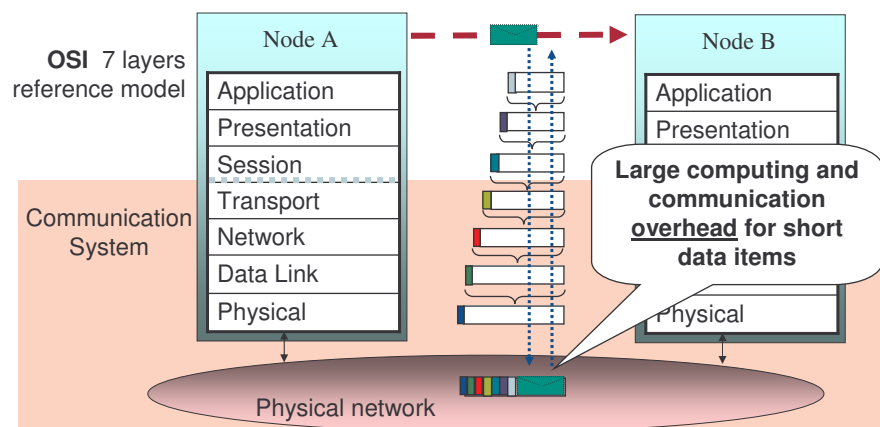 OSI 7 layers
reference model
Node A
Application
Presentation
Session
Transport
Network
Data Link
Physical
Communication
System
Node B
Application
Presentation
Physical
Large computing and
communication
overhead for short
data items
Physical network